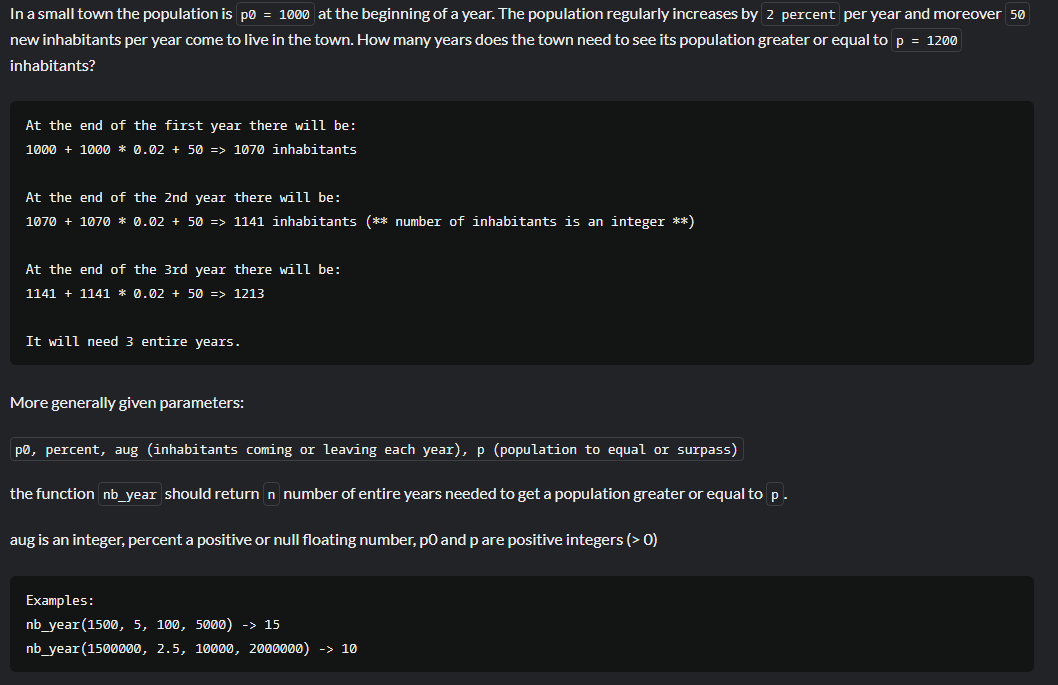 In a small town the population is p0 = 1000 at the beginning of a year. The population regularly increases by 2 percent per year and moreover 50
new inhabitants per year come to live in the town. How many years does the town need to see its population greater or equal to p = 1200
inhabitants?
At the end of the first year there will be:
1000 + 1000 * 0.02 + 50 => 1070 inhabitants
At the end of the 2nd year there will be:
1070 + 1070 * 0.02 + 50 => 1141 inhabitants (** number of inhabitants is an integer **)
At the end of the 3rd year there will be:
1141 + 1141 * 0.02 + 50 => 1213
It will need 3 entire years.
More generally given parameters:
p0, percent, aug (inhabitants coming or leaving each year), p (population to equal or surpass)
the function nb_year should return n number of entire years needed to get a population greater or equal to p.
aug is an integer, percent a positive or null floating number, p0 and p are positive integers (> 0)
Examples:
nb_year(1500, 5, 100, 5000) -> 15
nb_year(1500000, 2.5, 10000, 2000000) -> 10